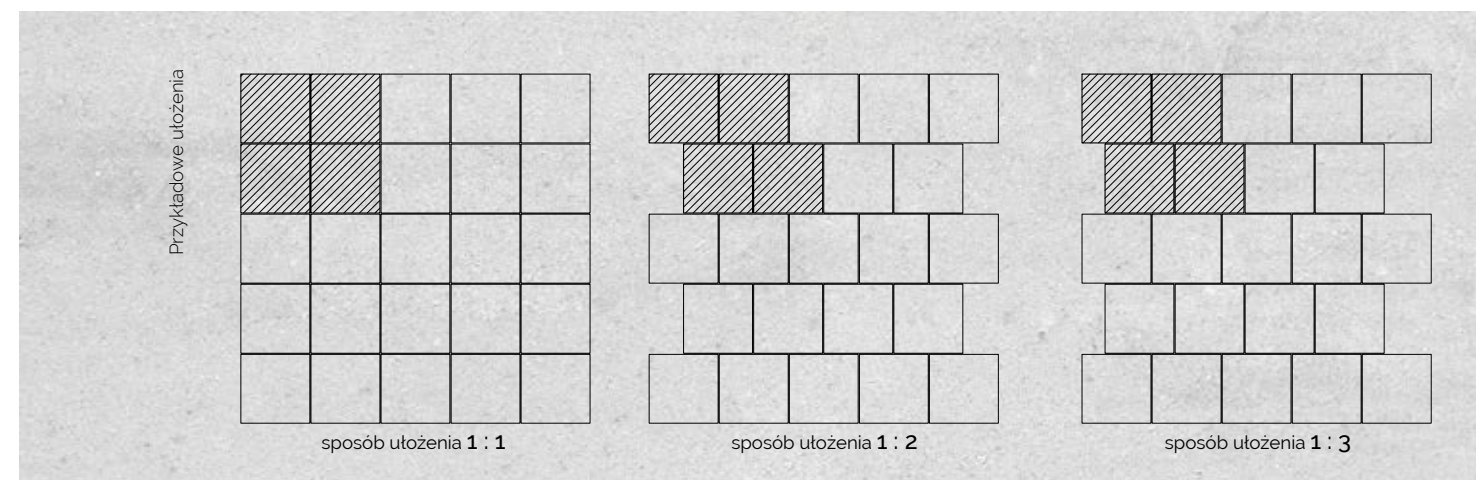 Przykładowe ułożenia
sposób ułożenia 1 : 1
sposób ułożenia 1 : 2
sposób ułożenia 1 : 3